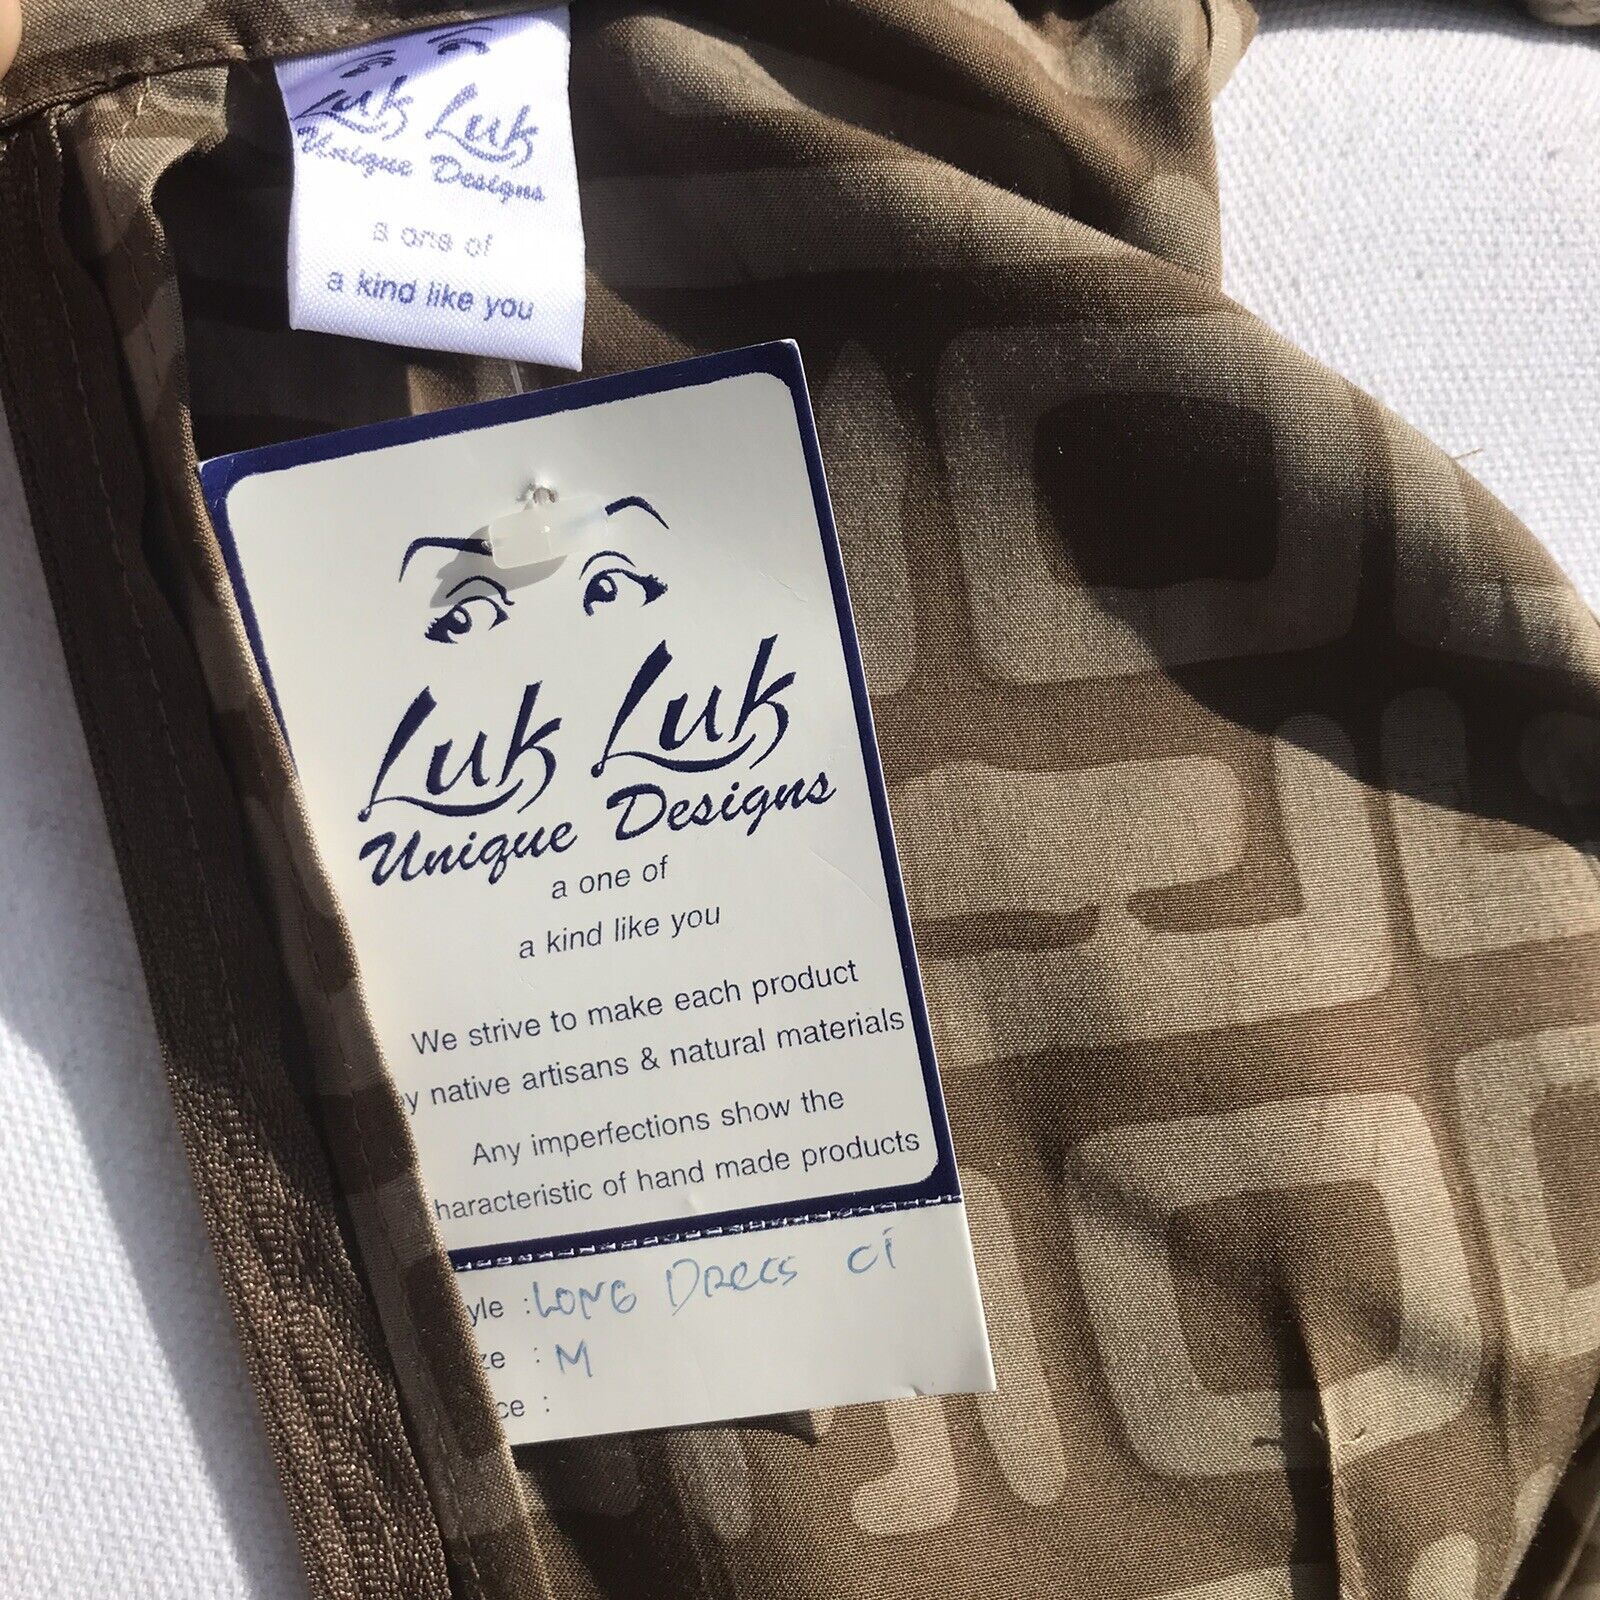 Luk Luk
Unique Designs
a one of
a kind like you
Luk Luk
Unique Designs
a one of
a kind like you
We strive to make each product
y native artisans & natural materials
Any imperfections show the
haracteristic of hand made products
yle : LONG DRECS Ci
ze : M
ce :